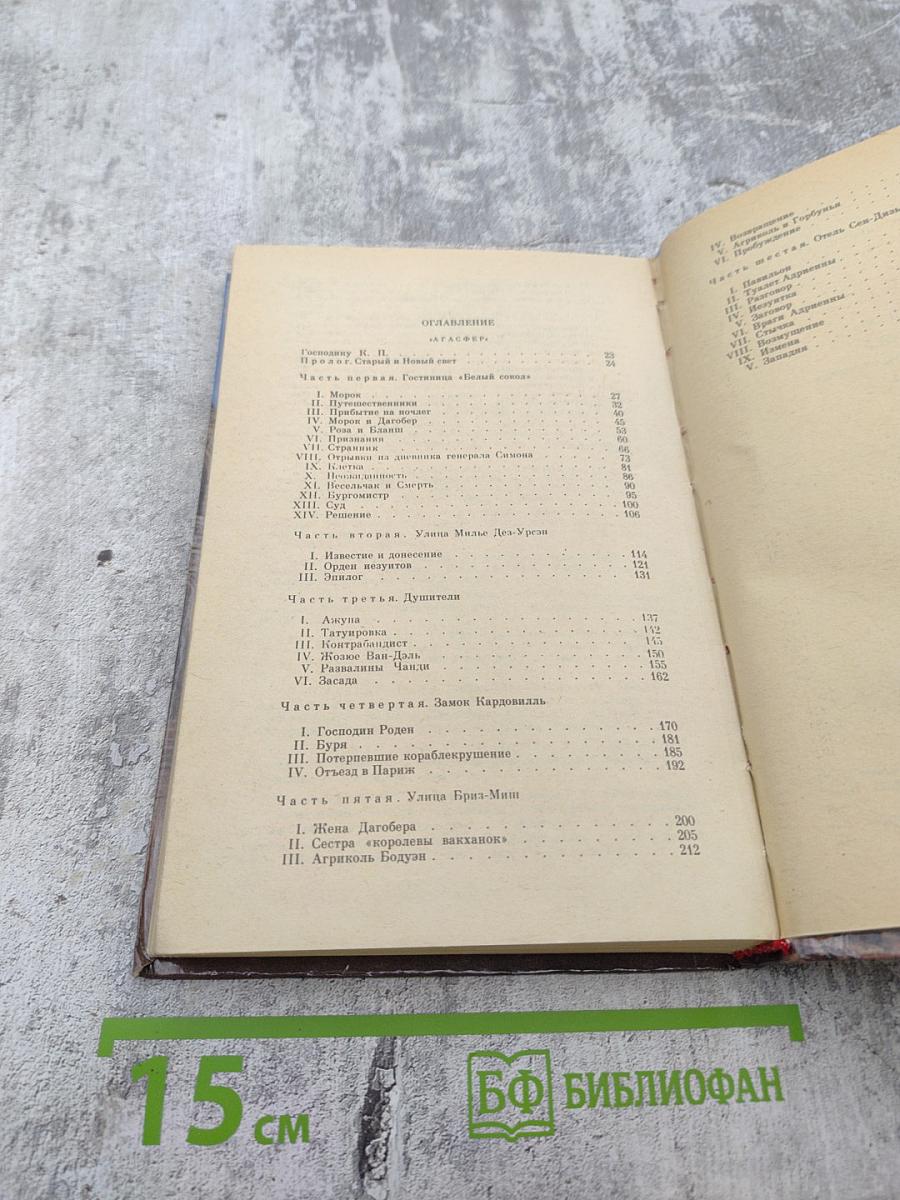 ОГЛАВЛЕНИЕ
«АГАСФЕР»
Господину К. П. . . . . . . . . . . . . 23
Пролог. Старый и Новый свет . . . . . . . . 24
Часть первая. Гостиница «Белый сокол»
I. Морок . . . . . . . . . . . . . 27
II. Путешественники . . . . . . . . . . 32
III. Прибытие на ночлег . . . . . . . . . 40
IV. Морок и Дагобер . . . . . . . . . . 45
V. Роза и Бланш . . . . . . . . . . . 53
VI. Признания . . . . . . . . . . . . 60
VII. Странник . . . . . . . . . . . . 66
VIII. Отрывки из дневника генерала Симона . . . . 73
IX. Клетка . . . . . . . . . . . . . 81
X. Неожиданность . . . . . . . . . . . 86
XI. Весельчак и Смерть . . . . . . . . . 90
XII. Бургомистр . . . . . . . . . . . . 95
XIII. Суд . . . . . . . . . . . . . . 100
XIV. Решение . . . . . . . . . . . . . 106
Часть вторая. Улица Милье Дез-Урсэн
I. Известие и донесение . . . . . . . . . 114
II. Орден иезуитов . . . . . . . . . . 121
III. Эпилог . . . . . . . . . . . . . 131
Часть третья. Душители
I. Ажупа . . . . . . . . . . . . . 137
II. Татуировка . . . . . . . . . . . . 142
III. Контрабандист . . . . . . . . . . . 145
IV. Жозюе Ван-Дэль . . . . . . . . . . 150
V. Развалины Чанди . . . . . . . . . . 155
VI. Засада . . . . . . . . . . . . . 162
Часть четвертая. Замок Кардовилль
I. Господин Роден . . . . . . . . . . 170
II. Буря . . . . . . . . . . . . . . 181
III. Потерпевшие кораблекрушение . . . . . . 185
IV. Отъезд в Париж . . . . . . . . . . 192
Часть пятая. Улица Бриз-Миш
I. Жена Дагобера . . . . . . . . . . . 200
II. Сестра «королевы вакханок» . . . . . . . 205
III. Агриколь Бодуэн . . . . . . . . . . 212
IV. Возвращение
V. Агриколь и Горбунья
VI. Пробуждение
Часть шестая. Отель Сен-Дизье
I. Павильон
II. Туалет Адриенны
III. Разговор
IV. Иезуитка
V. Заговор
VI. Враги Адриенны
VII. Стычка
VIII. Возмущение
IX. Измена
V. Западня
15 см
БФ БИБЛИОФАН